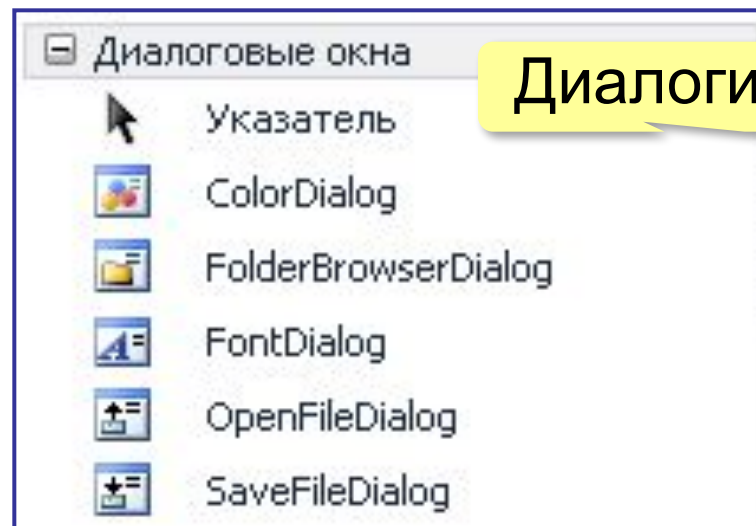 Диалоговые окна
Диалоги
Указатель
ColorDialog
FolderBrowserDialog
FontDialog
OpenFileDialog
SaveFileDialog